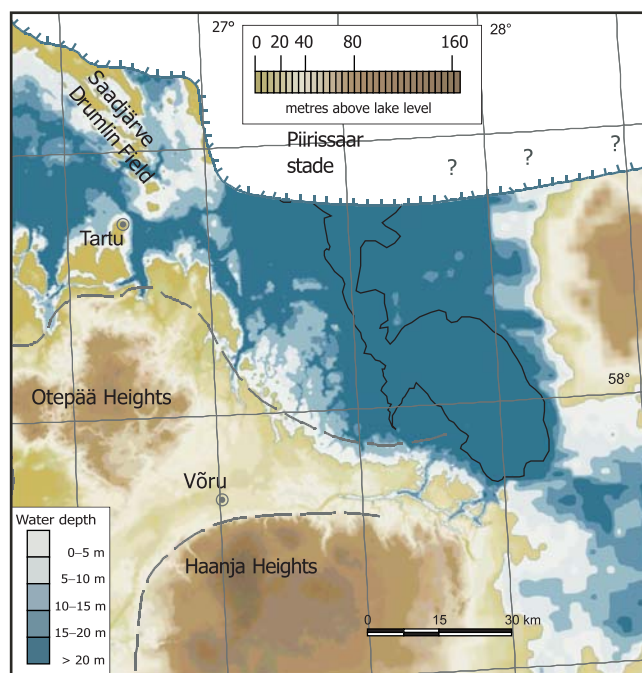 27°
28°
0 20 40 80 160
metres above lake level
Saadjärve
Drumlin Field
Piirissaar
stade
? ? ?
Tartu
58°
Otepää Heights
Võru
Haanja Heights
Water depth
0–5 m
5–10 m
10–15 m
15–20 m
> 20 m
0 15 30 km